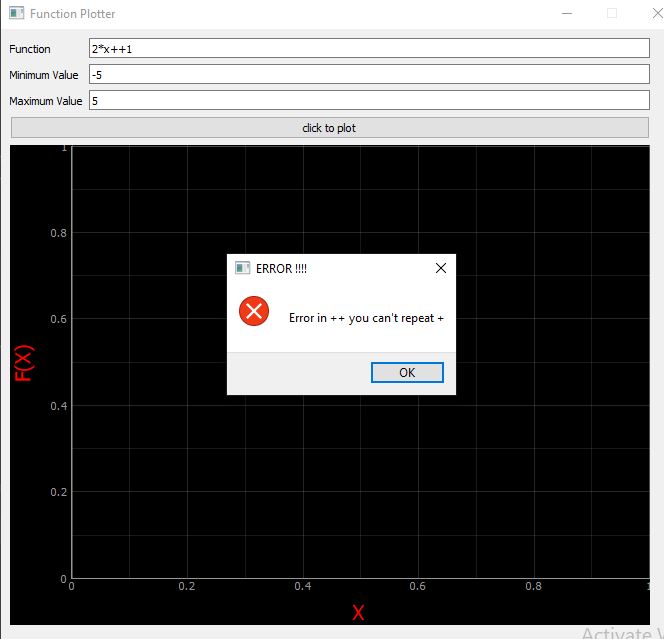 Function Plotter
Function 2*x++1
Minimum Value -5
Maximum Value 5
click to plot
1
0.8
0.6
0.4
0.2
0
F(X)
ERROR !!!!
Error in ++ you can't repeat +
OK
0 0.2 0.4 0.6 0.8 1
X
Activate